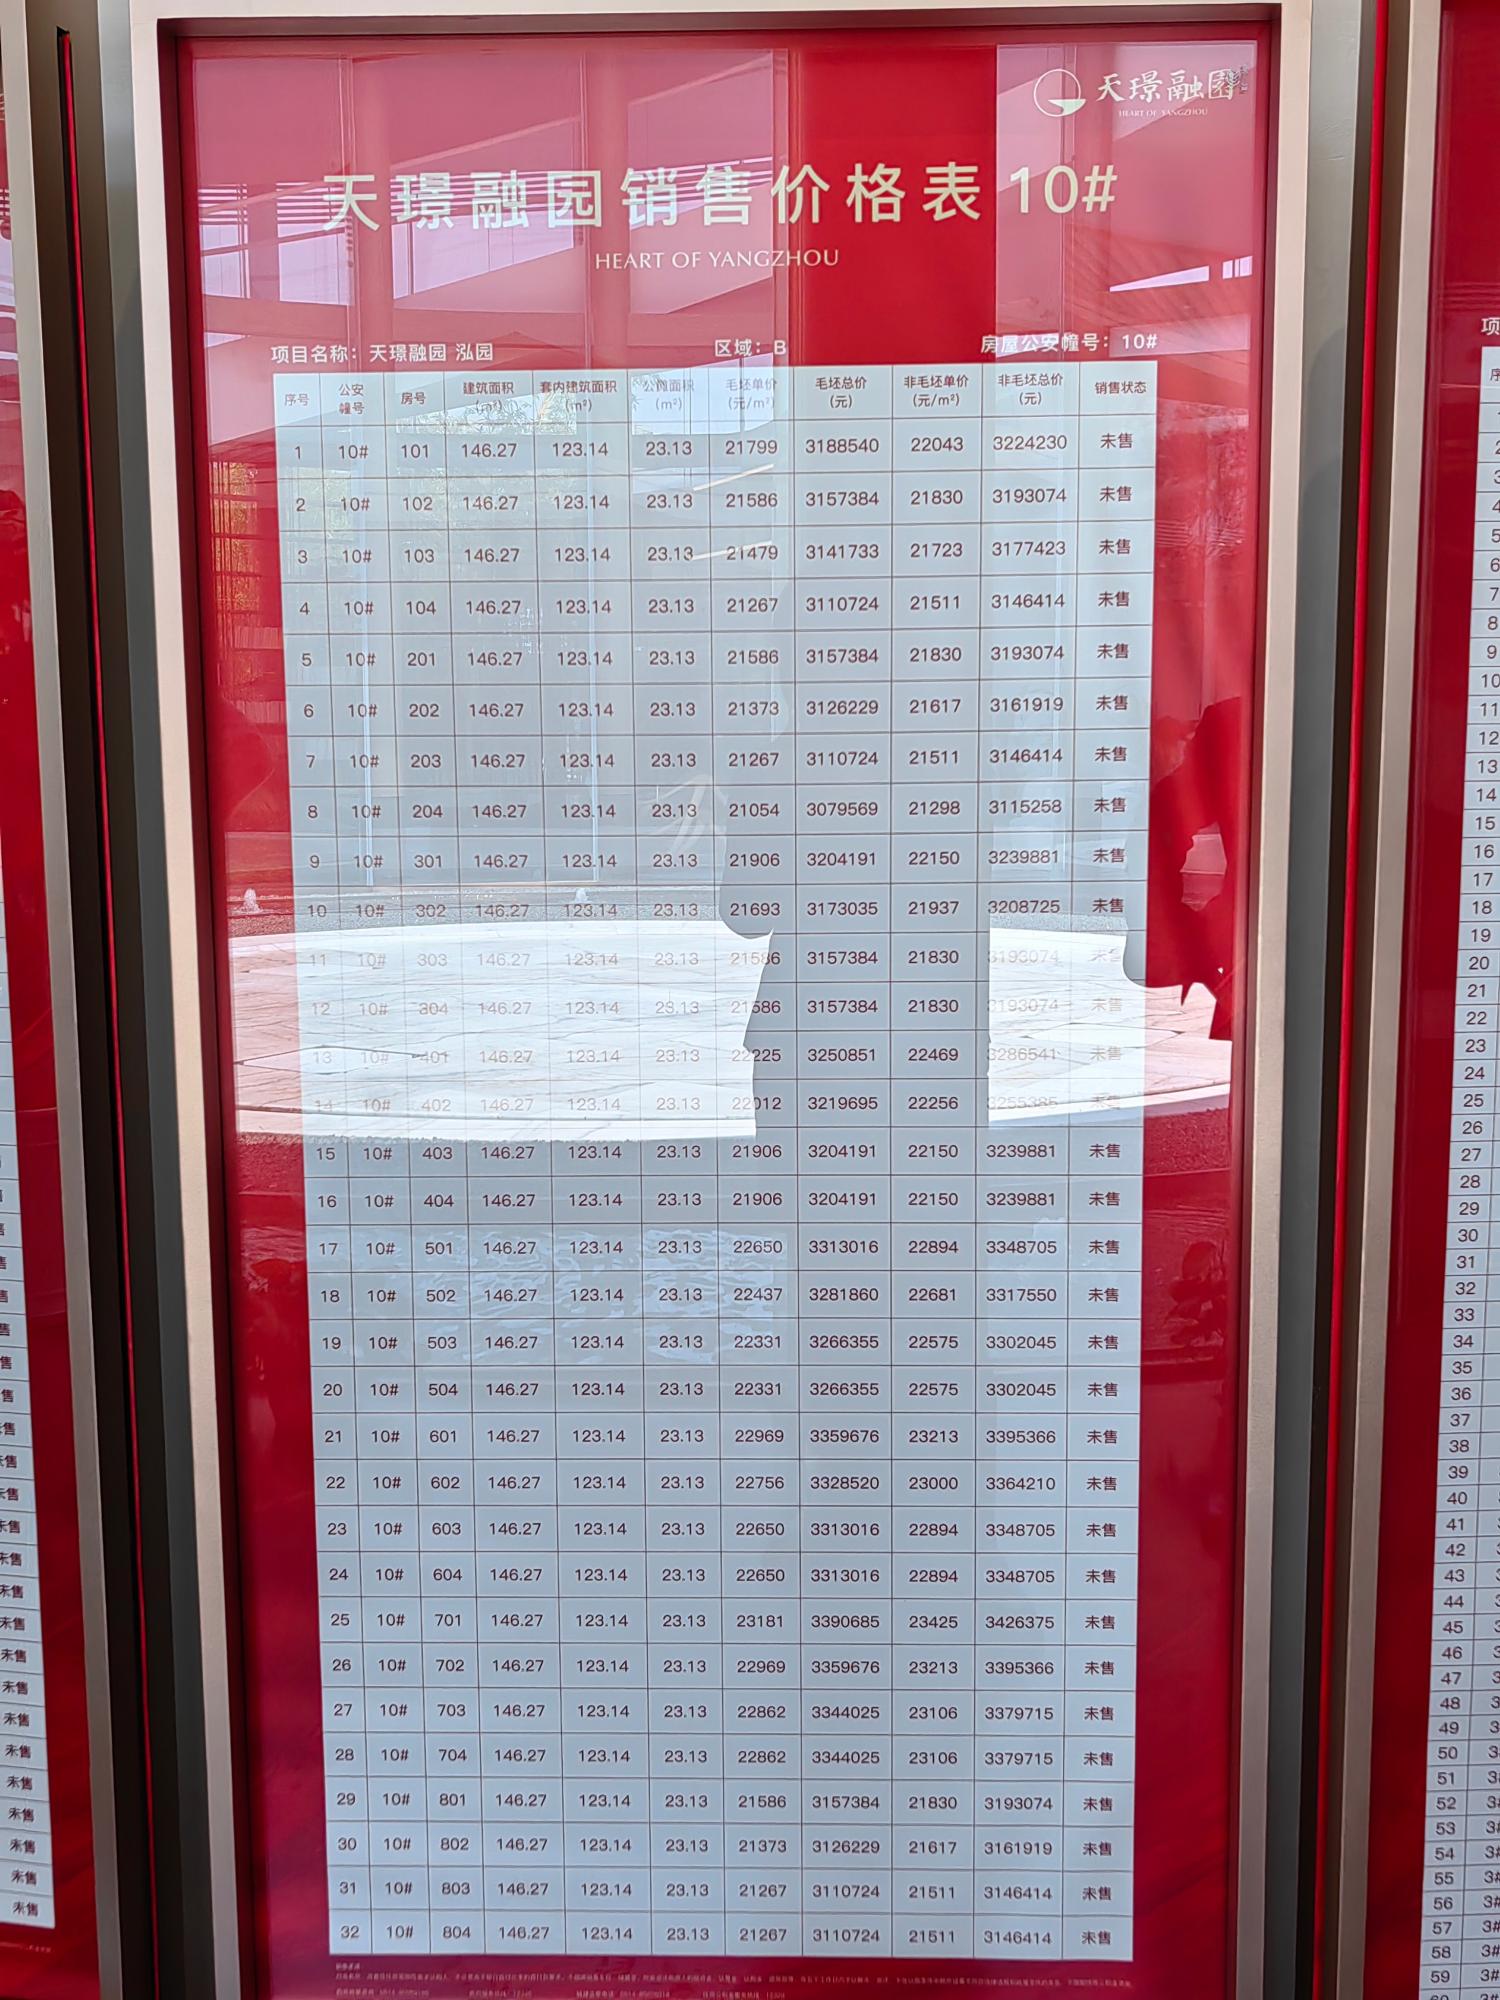 天璟融园
HEART OF YANGZHOU
天璟融园销售价格表 10#
HEART OF YANGZHOU
项目名称：天璟融园 泓园 区域：B 房屋公安幢号：10#
序号 公安幢号 房号 建筑面积(m²) 套内建筑面积(m²) 公摊面积(m²) 毛坯单价(元/m²) 毛坯总价(元) 非毛坯单价(元/m²) 非毛坯总价(元) 销售状态
1 10# 101 146.27 123.14 23.13 21799 3188540 22043 3224230 未售
2 10# 102 146.27 123.14 23.13 21586 3157384 21830 3193074 未售
3 10# 103 146.27 123.14 23.13 21479 3141733 21723 3177423 未售
4 10# 104 146.27 123.14 23.13 21267 3110724 21511 3146414 未售
5 10# 201 146.27 123.14 23.13 21586 3157384 21830 3193074 未售
6 10# 202 146.27 123.14 23.13 21373 3126229 21617 3161919 未售
7 10# 203 146.27 123.14 23.13 21267 3110724 21511 3146414 未售
8 10# 204 146.27 123.14 23.13 21054 3079569 21298 3115258 未售
9 10# 301 146.27 123.14 23.13 21906 3204191 22150 3239881 未售
10 10# 302 146.27 123.14 23.13 21693 3173035 21937 3208725 未售
11 10# 303 146.27 123.14 23.13 21586 3157384 21830 3193074 未售
12 10# 304 146.27 123.14 23.13 21586 3157384 21830 3193074 未售
13 10# 401 146.27 123.14 23.13 22225 3250851 22469 3286541 未售
14 10# 402 146.27 123.14 23.13 22012 3219695 22256 3255385 未售
15 10# 403 146.27 123.14 23.13 21906 3204191 22150 3239881 未售
16 10# 404 146.27 123.14 23.13 21906 3204191 22150 3239881 未售
17 10# 501 146.27 123.14 23.13 22650 3313016 22894 3348705 未售
18 10# 502 146.27 123.14 23.13 22437 3281860 22681 3317550 未售
19 10# 503 146.27 123.14 23.13 22331 3266355 22575 3302045 未售
20 10# 504 146.27 123.14 23.13 22331 3266355 22575 3302045 未售
21 10# 601 146.27 123.14 23.13 22969 3359676 23213 3395366 未售
22 10# 602 146.27 123.14 23.13 22756 3328520 23000 3364210 未售
23 10# 603 146.27 123.14 23.13 22650 3313016 22894 3348705 未售
24 10# 604 146.27 123.14 23.13 22650 3313016 22894 3348705 未售
25 10# 701 146.27 123.14 23.13 23181 3390685 23425 3426375 未售
26 10# 702 146.27 123.14 23.13 22969 3359676 23213 3395366 未售
27 10# 703 146.27 123.14 23.13 22862 3344025 23106 3379715 未售
28 10# 704 146.27 123.14 23.13 22862 3344025 23106 3379715 未售
29 10# 801 146.27 123.14 23.13 21586 3157384 21830 3193074 未售
30 10# 802 146.27 123.14 23.13 21373 3126229 21617 3161919 未售
31 10# 803 146.27 123.14 23.13 21267 3110724 21511 3146414 未售
32 10# 804 146.27 123.14 23.13 21267 3110724 21511 3146414 未售